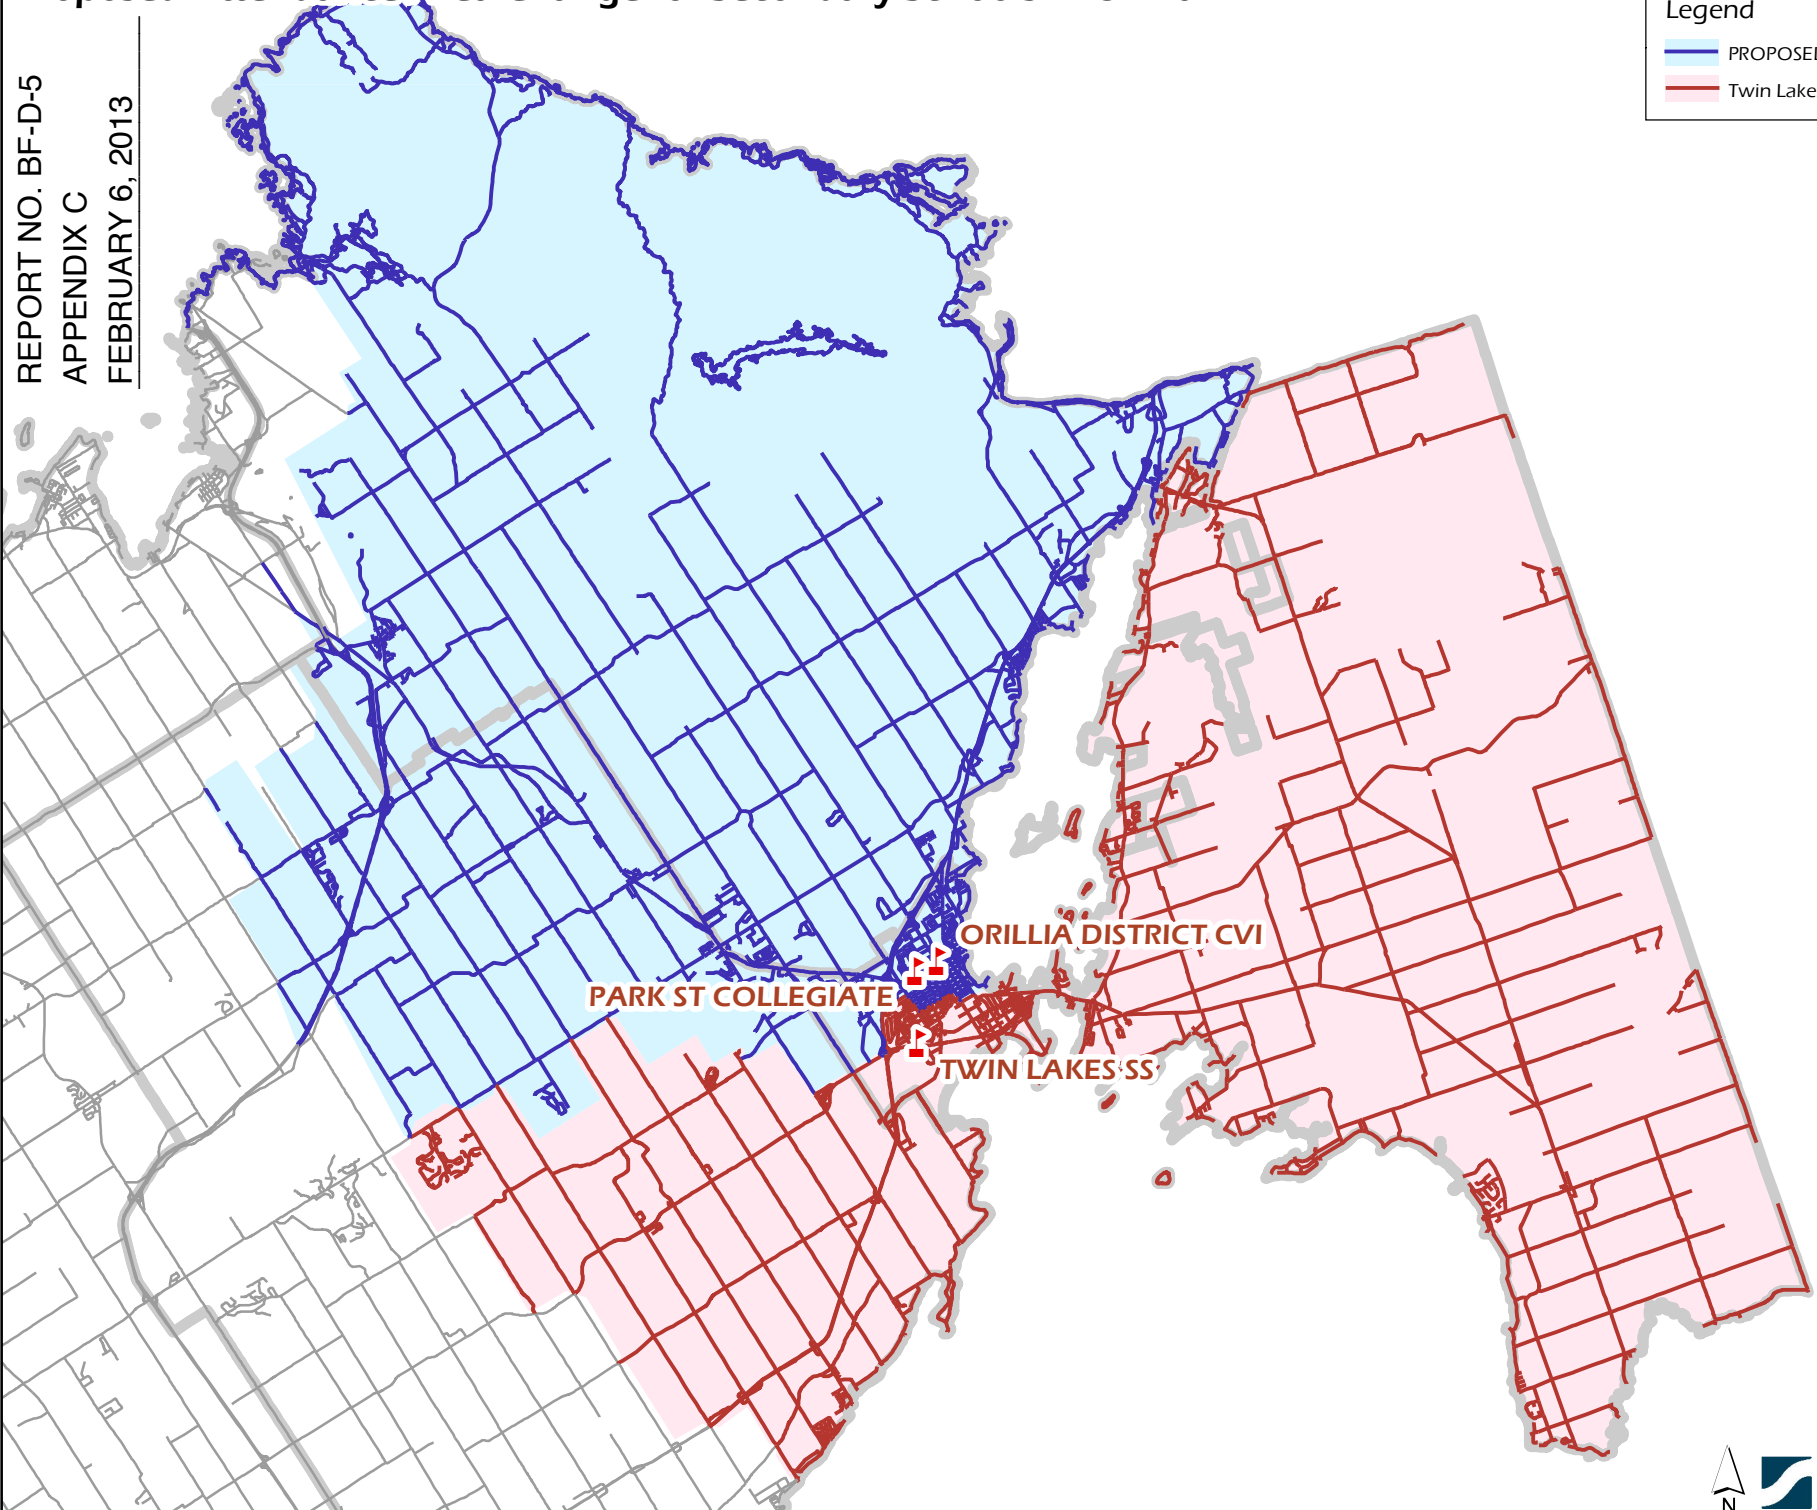 REPORT NO. BF-D-5
APPENDIX C
FEBRUARY 6, 2013
Legend
PROPOSED
Twin Lake
ORILLIA DISTRICT CVI
PARK ST COLLEGIATE
TWIN LAKES SS
N